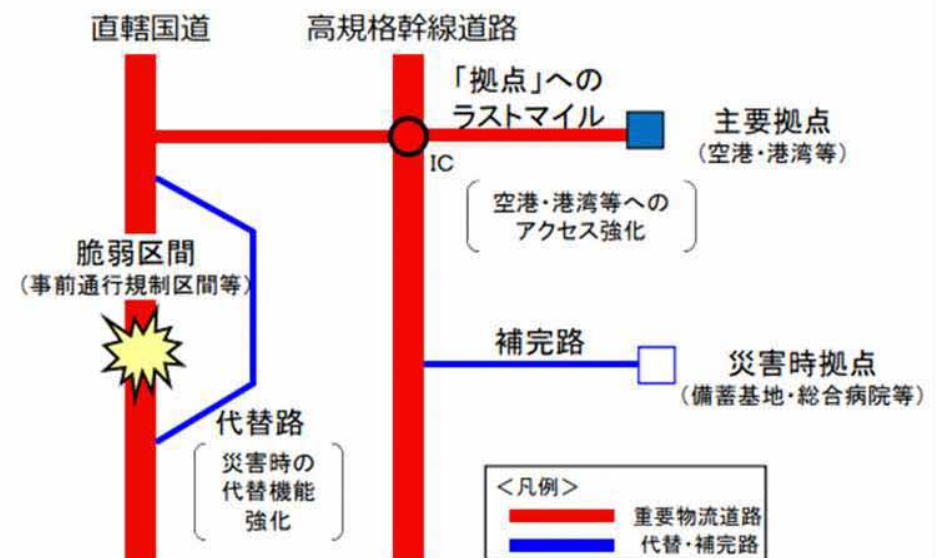 直轄国道
高規格幹線道路
「拠点」への
ラストマイル
主要拠点
(空港・港湾等)
IC
空港・港湾等への
アクセス強化
脆弱区間
(事前通行規制区間等)
補完路
災害時拠点
(備蓄基地・総合病院等)
代替路
災害時の
代替機能
強化
<凡例>
重要物流道路
代替・補完路